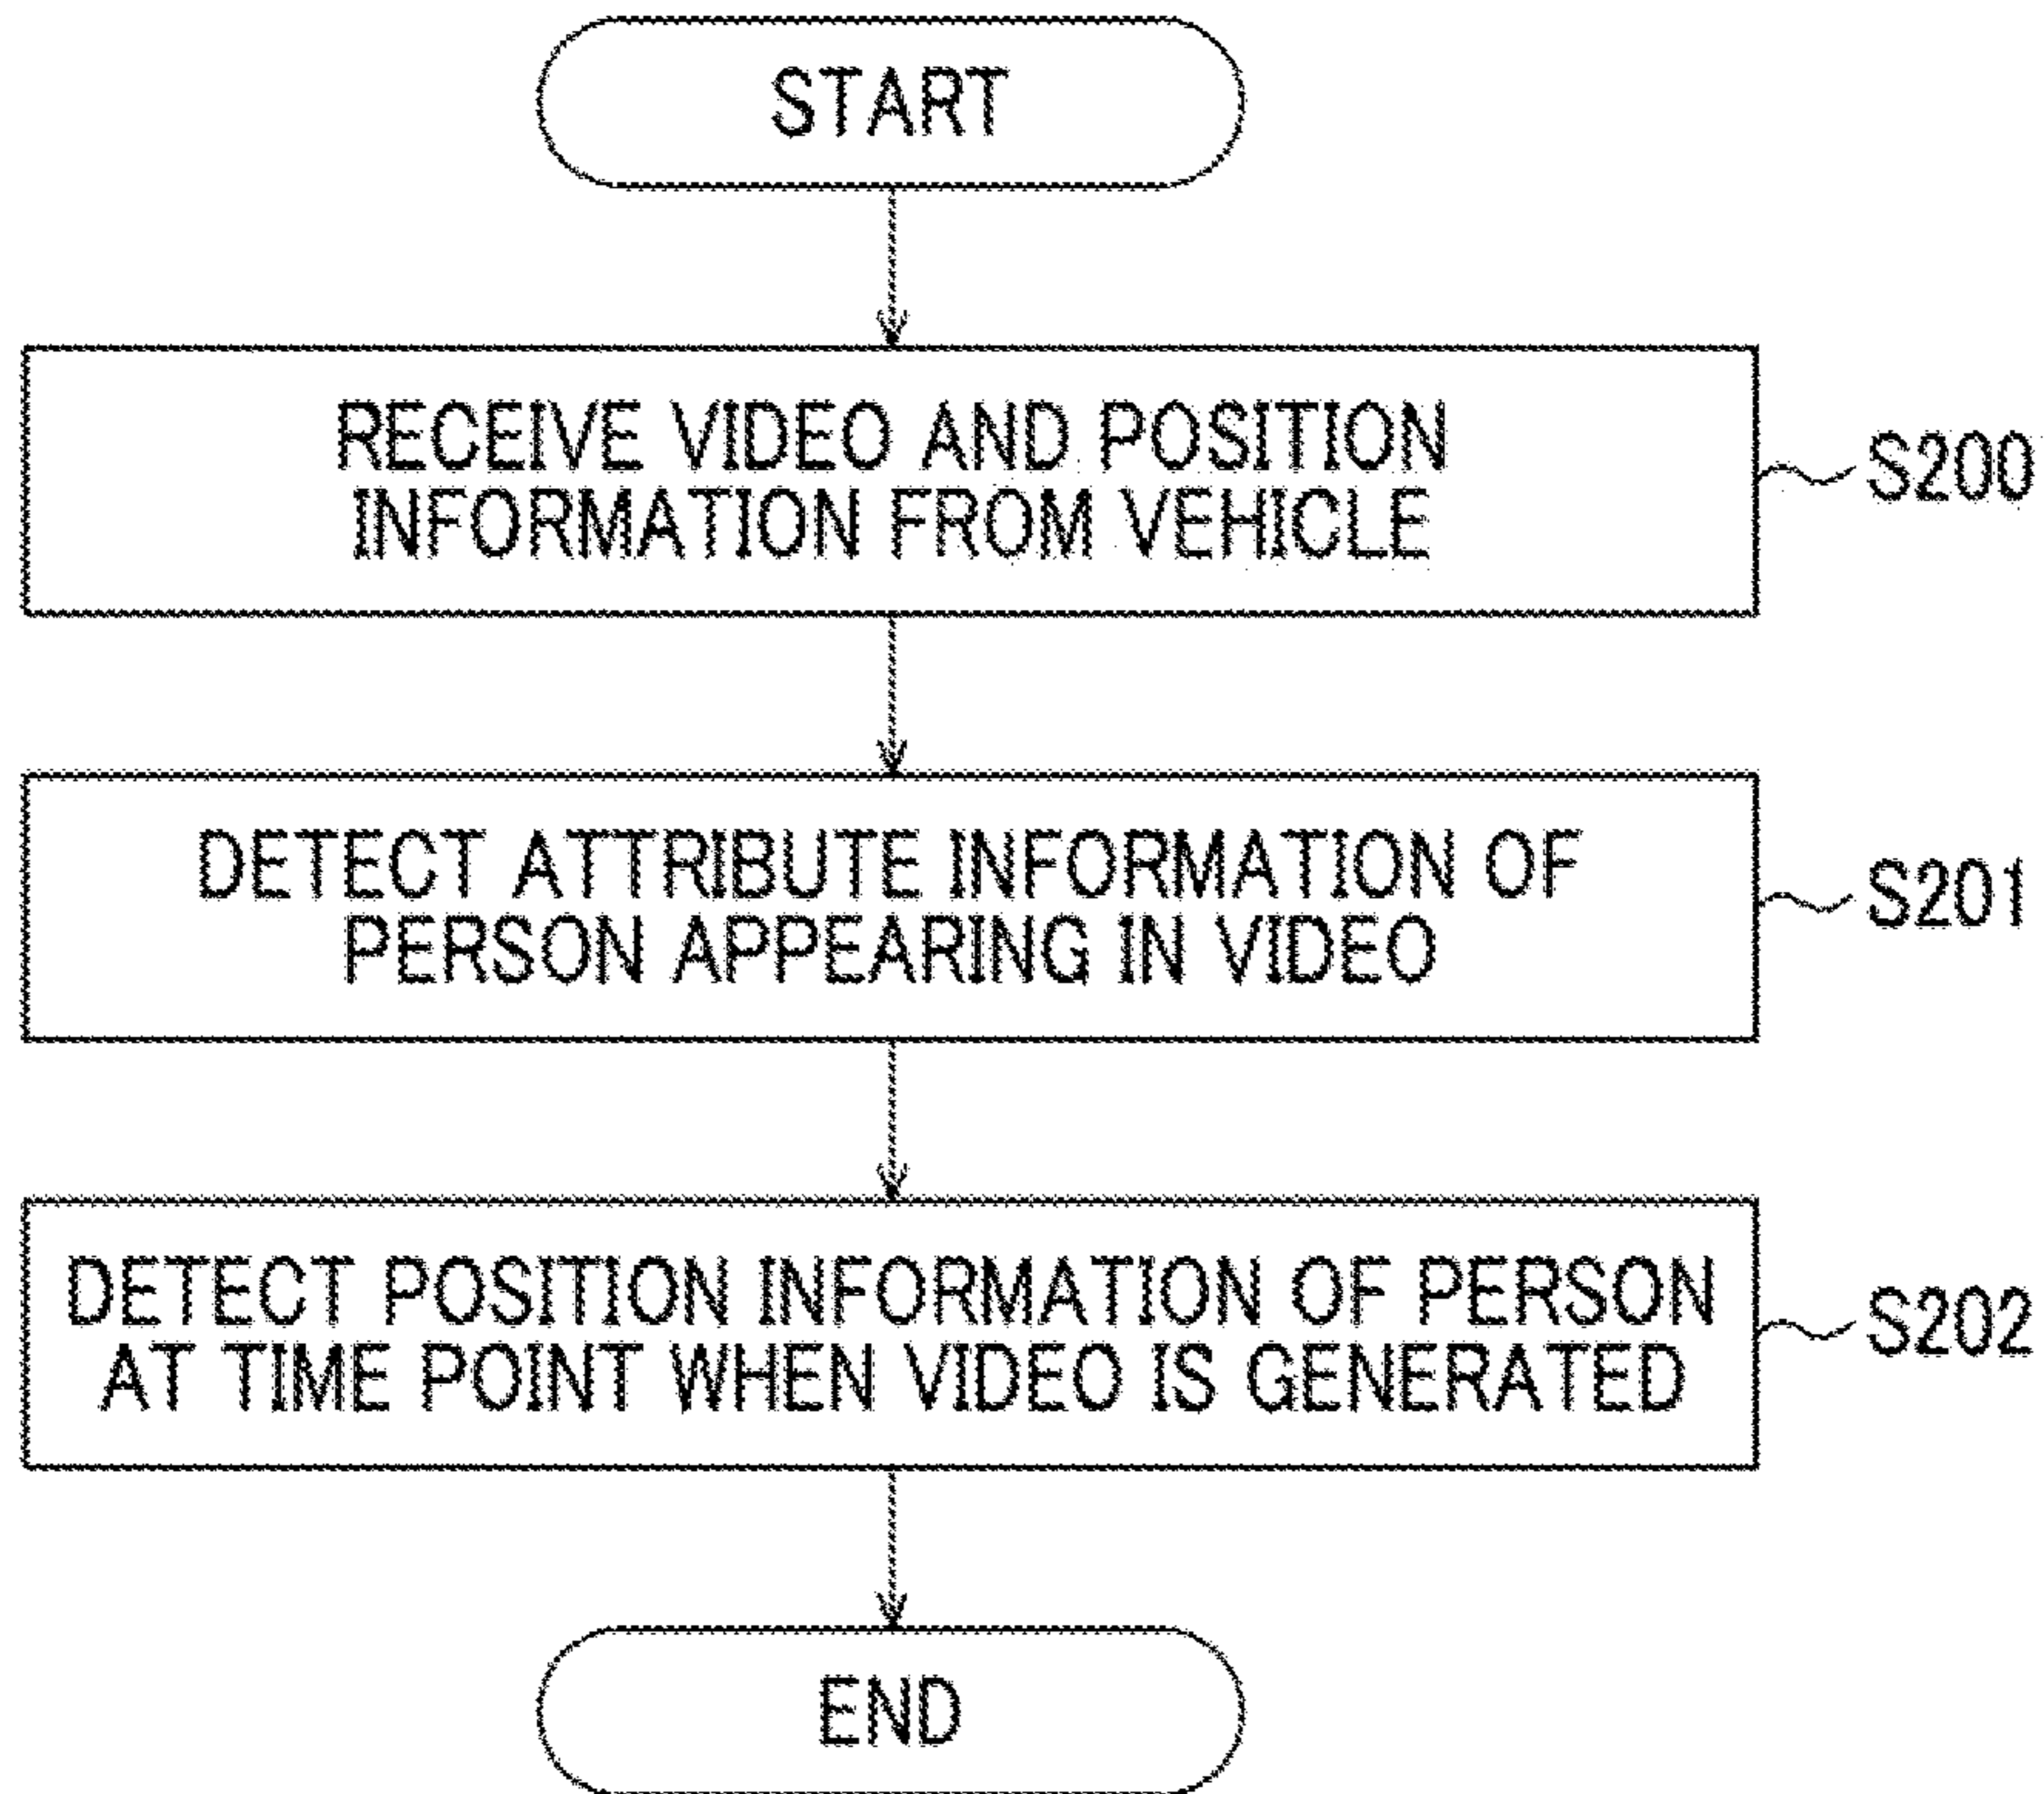 START
RECEIVE VIDEO AND POSITION
INFORMATION FROM VEHICLE
S200
DETECT ATTRIBUTE INFORMATION OF
PERSON APPEARING IN VIDEO
S201
DETECT POSITION INFORMATION OF PERSON
AT TIME POINT WHEN VIDEO IS GENERATED
S202
END